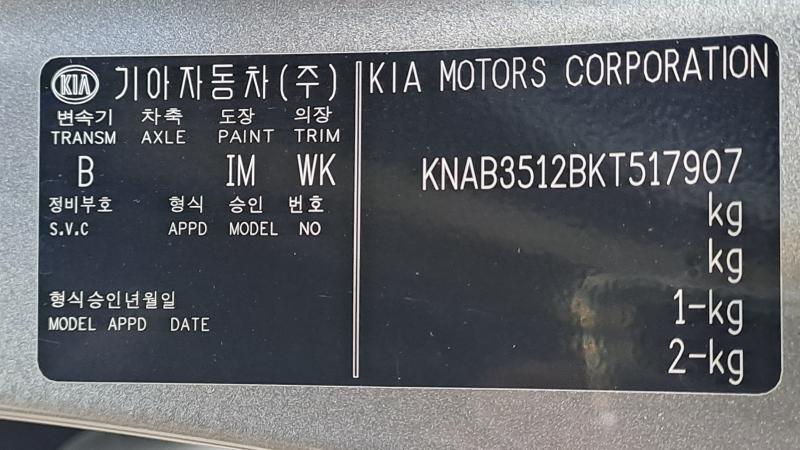 KIA 기아자동차(주)
변속기 차축 도장 의장
TRANSM AXLE PAINT TRIM
B IM WK
정비부호 형식 승인 번호
S.V.C APPD MODEL NO
형식승인년월일
MODEL APPD DATE
KIA MOTORS CORPORATION
KNAB3512BKT517907
kg
kg
1-kg
2-kg